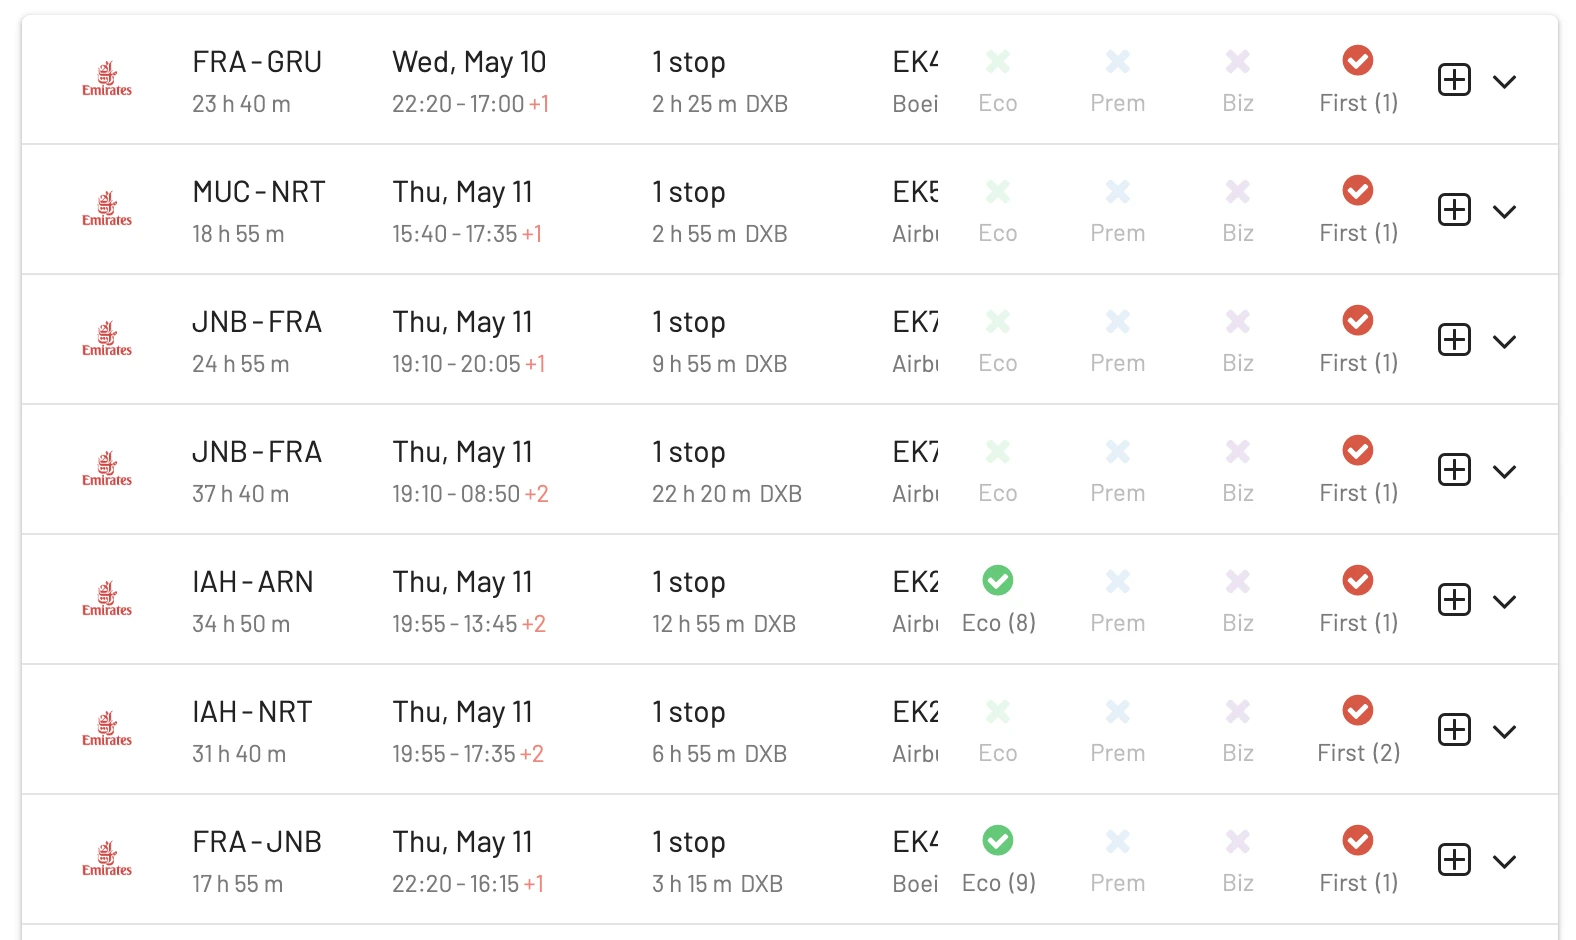 Emirates
FRA - GRU
23 h 40 m
Wed, May 10
22:20 - 17:00 +1
1 stop
2 h 25 m DXB
EK4
Boei
Eco
Prem
Biz
First (1)
Emirates
MUC - NRT
18 h 55 m
Thu, May 11
15:40 - 17:35 +1
1 stop
2 h 55 m DXB
EK5
Airbu
Eco
Prem
Biz
First (1)
Emirates
JNB - FRA
24 h 55 m
Thu, May 11
19:10 - 20:05 +1
1 stop
9 h 55 m DXB
EK7
Airbu
Eco
Prem
Biz
First (1)
Emirates
JNB - FRA
37 h 40 m
Thu, May 11
19:10 - 08:50 +2
1 stop
22 h 20 m DXB
EK7
Airbu
Eco
Prem
Biz
First (1)
Emirates
IAH - ARN
34 h 50 m
Thu, May 11
19:55 - 13:45 +2
1 stop
12 h 55 m DXB
EK2
Airbu
Eco (8)
Prem
Biz
First (1)
Emirates
IAH - NRT
31 h 40 m
Thu, May 11
19:55 - 17:35 +2
1 stop
6 h 55 m DXB
EK2
Airbu
Eco
Prem
Biz
First (2)
Emirates
FRA - JNB
17 h 55 m
Thu, May 11
22:20 - 16:15 +1
1 stop
3 h 15 m DXB
EK4
Boei
Eco (9)
Prem
Biz
First (1)